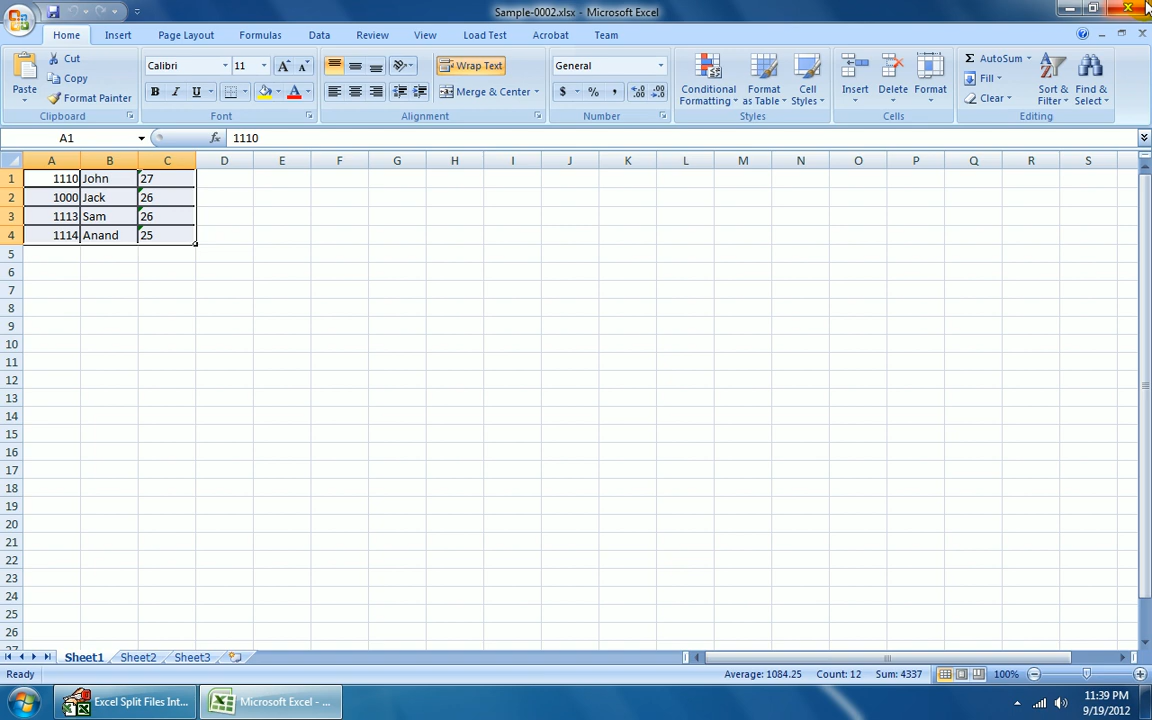 Sample-0002.xlsx - Microsoft Excel
Home Insert Page Layout Formulas Data Review View Load Test Acrobat Team
Paste
Cut
Copy
Format Painter
Clipboard
Calibri 11
B I U
Font
Wrap Text
Merge & Center
Alignment
General
$ % ,
Number
Conditional Formatting
Format as Table
Cell Styles
Styles
Insert Delete Format
Cells
AutoSum
Fill
Clear
Sort & Filter
Find & Select
Editing
A1 fx 1110
A B C D E F G H I J K L M N O P Q R S
1 1110 John 27
2 1000 Jack 26
3 1113 Sam 26
4 1114 Anand 25
5
6
7
8
9
10
11
12
13
14
15
16
17
18
19
20
21
22
23
24
25
26
27
Sheet1 Sheet2 Sheet3
Ready Average: 1084.25 Count: 12 Sum: 4337 100%
Excel Split Files Int... Microsoft Excel - ...
11:39 PM
9/19/2012